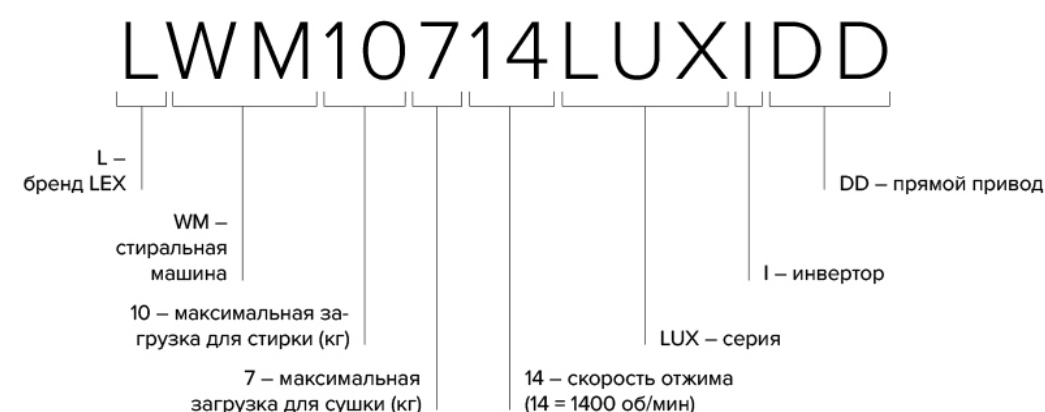 LWM10714LUXIDD
L –
бренд LEX
DD – прямой привод
WM –
стиральная
машина
I – инвертор
10 – максимальная за-
грузка для стирки (кг)
LUX – серия
7 – максимальная
загрузка для сушки (кг)
14 – скорость отжима
(14 = 1400 об/мин)